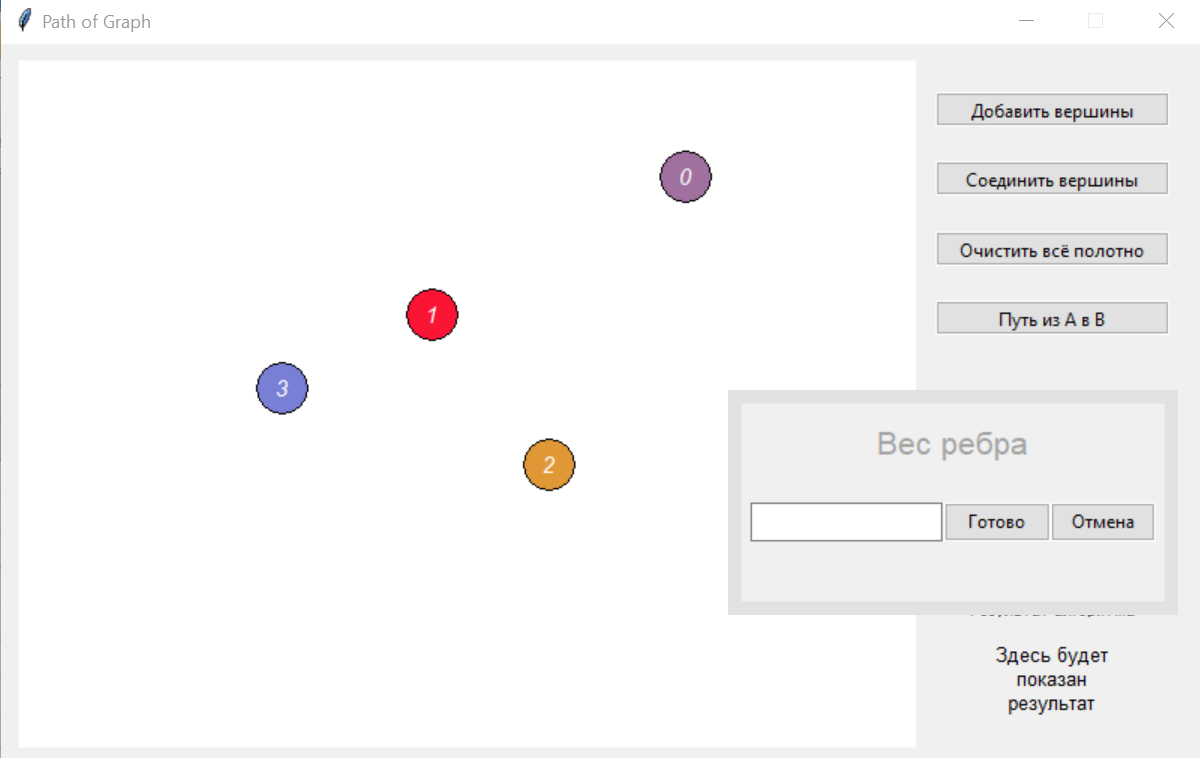 Path of Graph
Добавить вершины
0
Соединить вершины
Очистить всё полотно
1
Путь из A в B
3
Вес ребра
2
Готово
Отмена
Здесь будет
показан
результат